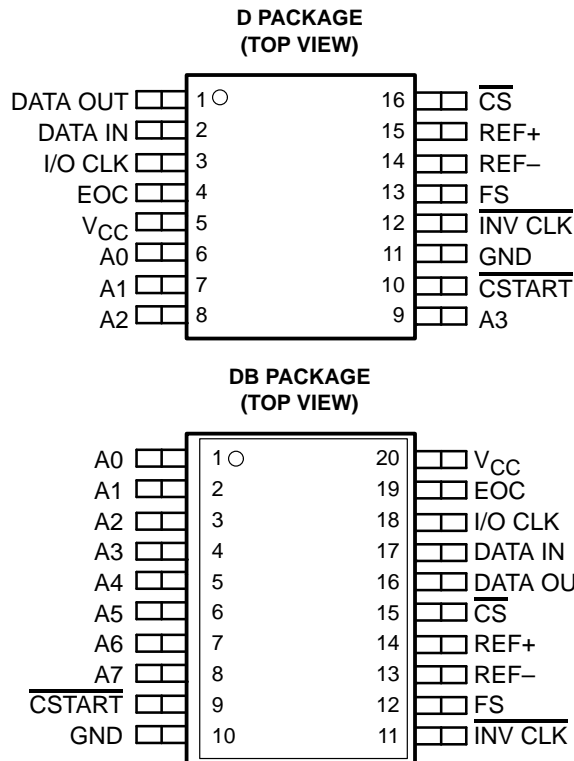 D PACKAGE
(TOP VIEW)
DATA OUT 1 16 CS
DATA IN 2 15 REF+
I/O CLK 3 14 REF–
EOC 4 13 FS
VCC 5 12 INV CLK
A0 6 11 GND
A1 7 10 CSTART
A2 8 9 A3
DB PACKAGE
(TOP VIEW)
A0 1 20 VCC
A1 2 19 EOC
A2 3 18 I/O CLK
A3 4 17 DATA IN
A4 5 16 DATA OU
A5 6 15 CS
A6 7 14 REF+
A7 8 13 REF–
CSTART 9 12 FS
GND 10 11 INV CLK